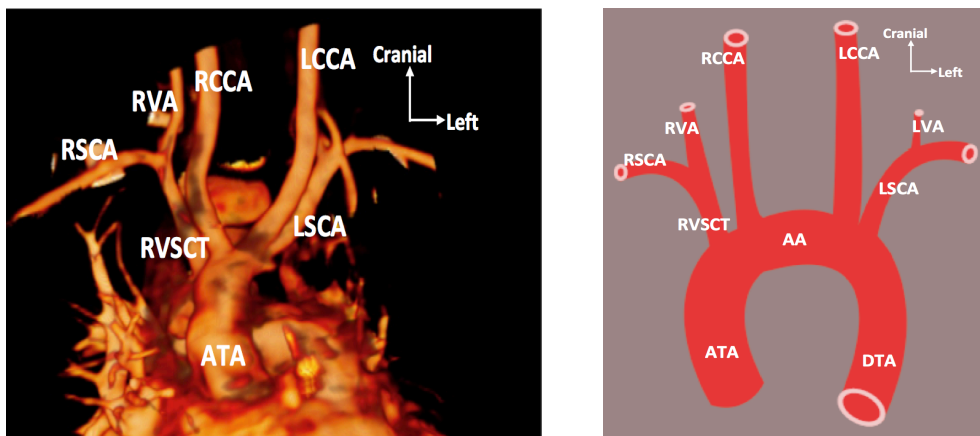 RCCA
LCCA
Cranial
RVA
Left
RSCA
RVSCT
LSCA
ATA
RCCA
LCCA
Cranial
Left
RVA
LVA
RSCA
LSCA
RVSCT
AA
ATA
DTA